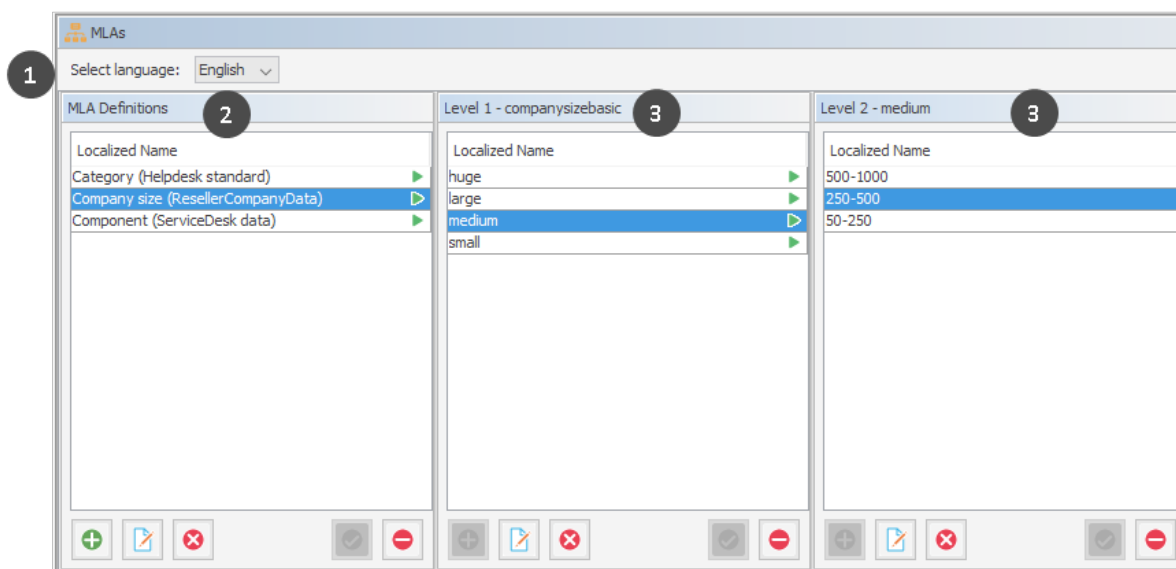 MLAs
1
Select language: English
MLA Definitions
2
Localized Name
Category (Helpdesk standard)
Company size (ResellerCompanyData)
Component (ServiceDesk data)
Level 1 - companysizebasic
3
Localized Name
huge
large
medium
small
Level 2 - medium
3
Localized Name
500-1000
250-500
50-250